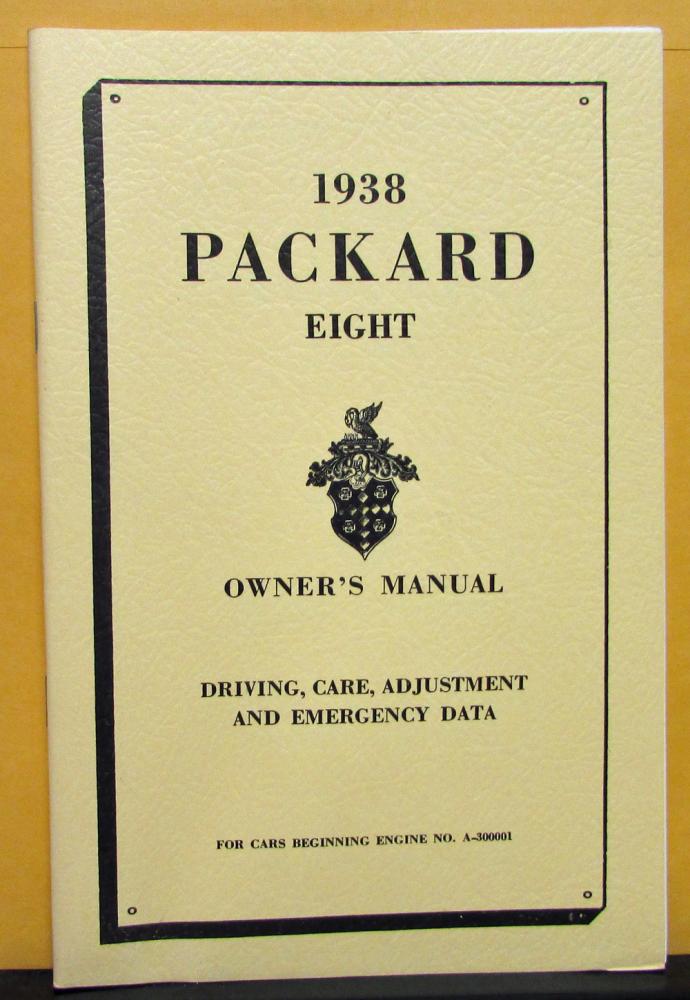 1938
PACKARD
EIGHT
OWNER'S MANUAL
DRIVING, CARE, ADJUSTMENT
AND EMERGENCY DATA
FOR CARS BEGINNING ENGINE NO. A-300001